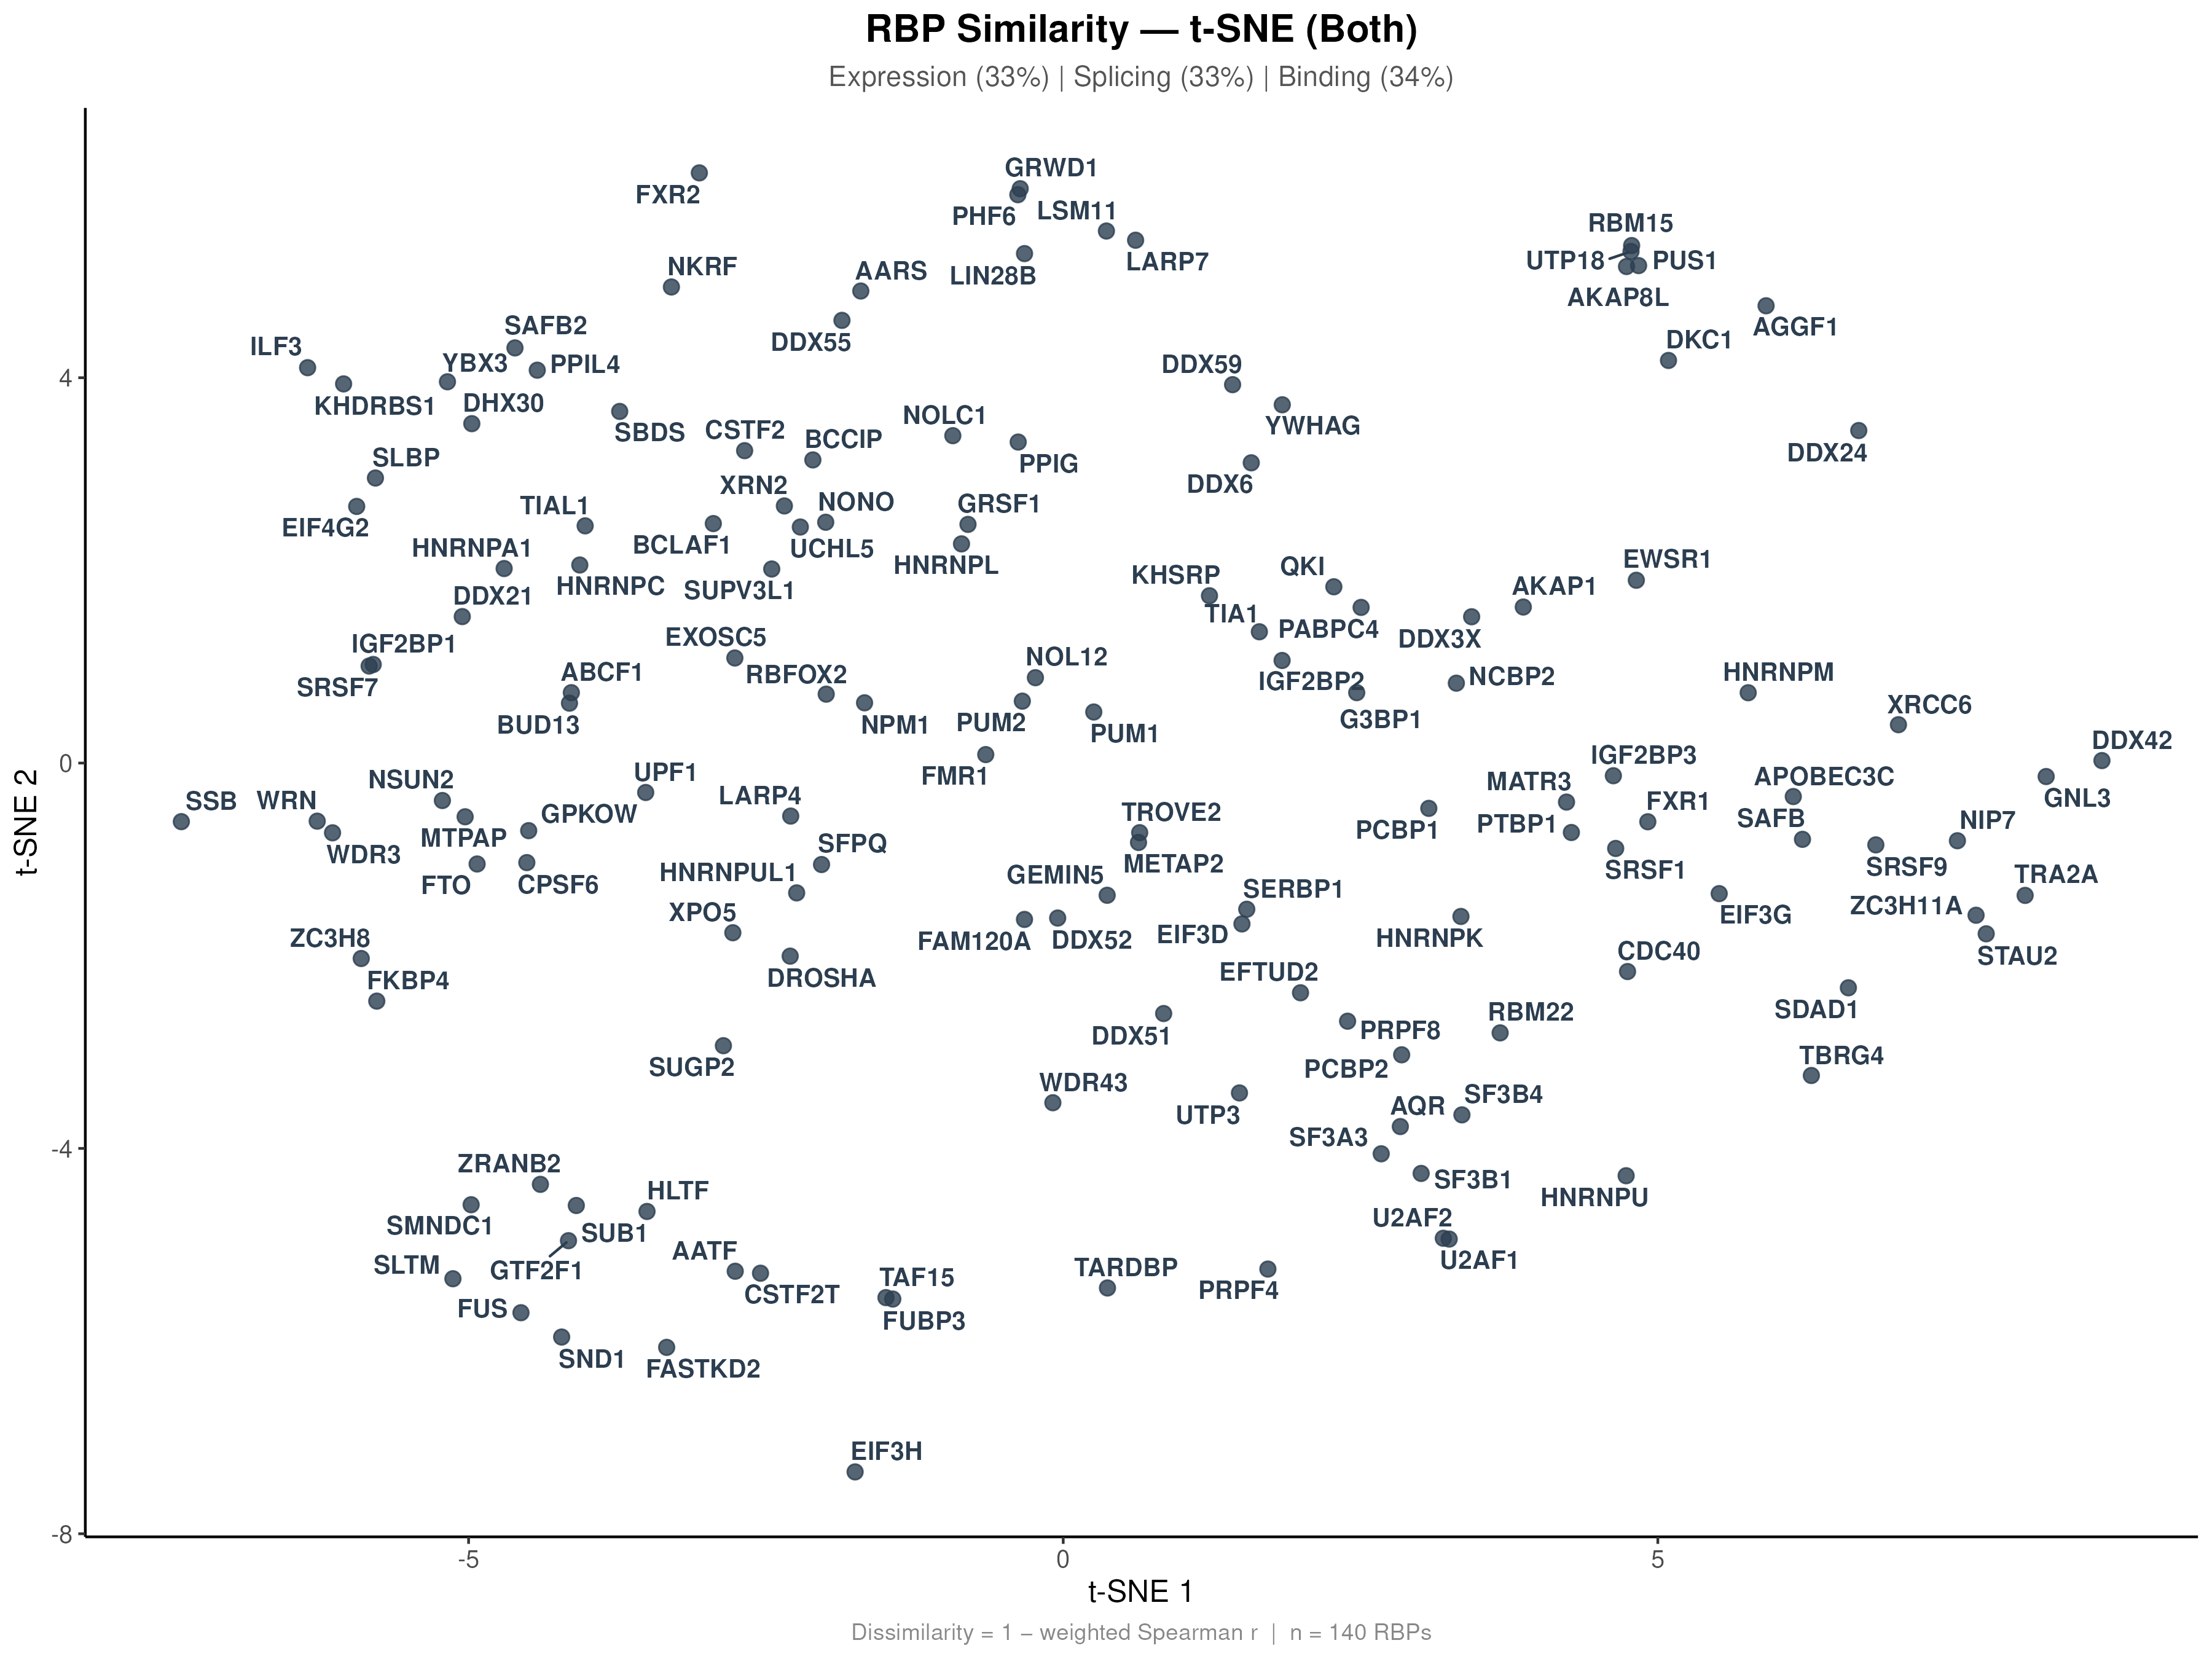 RBP Similarity — t-SNE (Both)
Expression (33%) | Splicing (33%) | Binding (34%)
GRWD1
FXR2
PHF6
LSM11
RBM15
UTP18
PUS1
LARP7
NKRF
AARS
LIN28B
AKAP8L
AGGF1
SAFB2
DKC1
DDX55
ILF3
YBX3
PPIL4
DDX59
4
KHDRBS1
DHX30
NOLC1
YWHAG
SBDS
CSTF2
BCCIP
DDX24
SLBP
PPIG
XRN2
DDX6
TIAL1
NONO
GRSF1
EIF4G2
HNRNPA1
BCLAF1
UCHL5
EWSR1
HNRNPL
KHSRP
QKI
HNRNPC
SUPV3L1
AKAP1
DDX21
TIA1
PABPC4
DDX3X
IGF2BP1
EXOSC5
NOL12
ABCF1
RBFOX2
IGF2BP2
NCBP2
HNRNPM
SRSF7
XRCC6
BUD13
NPM1
PUM2
PUM1
G3BP1
DDX42
0
IGF2BP3
NSUN2
UPF1
FMR1
MATR3
APOBEC3C
SSB
WRN
LARP4
FXR1
GNL3
GPKOW
TROVE2
PCBP1
PTBP1
SAFB
NIP7
MTPAP
WDR3
SFPQ
METAP2
SRSF1
SRSF9
FTO
CPSF6
HNRNPUL1
GEMIN5
SERBP1
TRA2A
XPO5
ZC3H11A
EIF3G
ZC3H8
FAM120A
DDX52
EIF3D
HNRNPK
CDC40
STAU2
FKBP4
DROSHA
EFTUD2
SDAD1
DDX51
PRPF8
RBM22
SUGP2
PCBP2
TBRG4
WDR43
UTP3
AQR
SF3B4
SF3A3
-4
ZRANB2
SF3B1
HLTF
HNRNPU
SMNDC1
SUB1
U2AF2
AATF
SLTM
GTF2F1
U2AF1
TAF15
TARDBP
PRPF4
CSTF2T
FUS
FUBP3
SND1
FASTKD2
EIF3H
-8
-5
0
5
t-SNE 1
t-SNE 2
Dissimilarity = 1 – weighted Spearman r | n = 140 RBPs